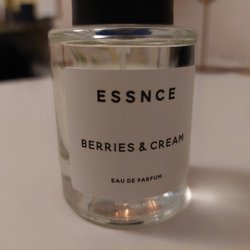 ESSNCE
BERRIES & CREAM
EAU DE PARFUM